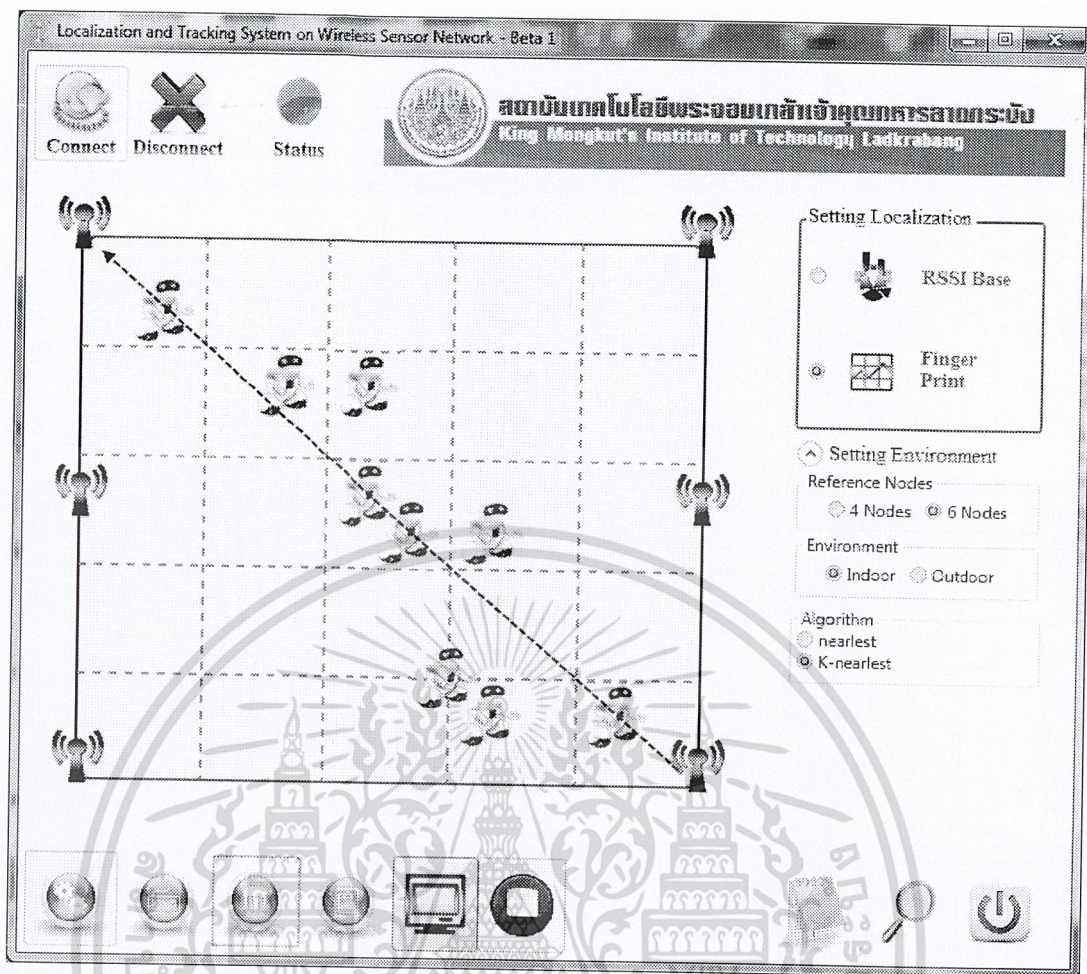 Localization and Tracking System on Wireless Sensor Network - Beta 1
Connect
Disconnect
Status
สถาบันเทคโนโลยีพระจอมเกล้าเจ้าคุณทหารลาดกระบัง
King Mongkut's Institute of Technology Ladkrabang
Setting Localization
RSSI Base
Finger
Print
Setting Environment
Reference Nodes
4 Nodes
6 Nodes
Environment
Indoor
Outdoor
Algorithm
nearlest
K-nearlest